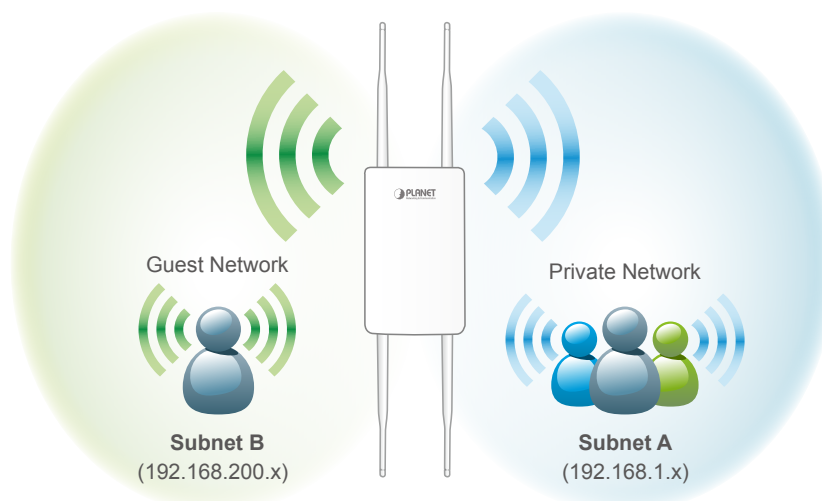 PLANET
Guest Network
Private Network
Subnet B
(192.168.200.x)
Subnet A
(192.168.1.x)